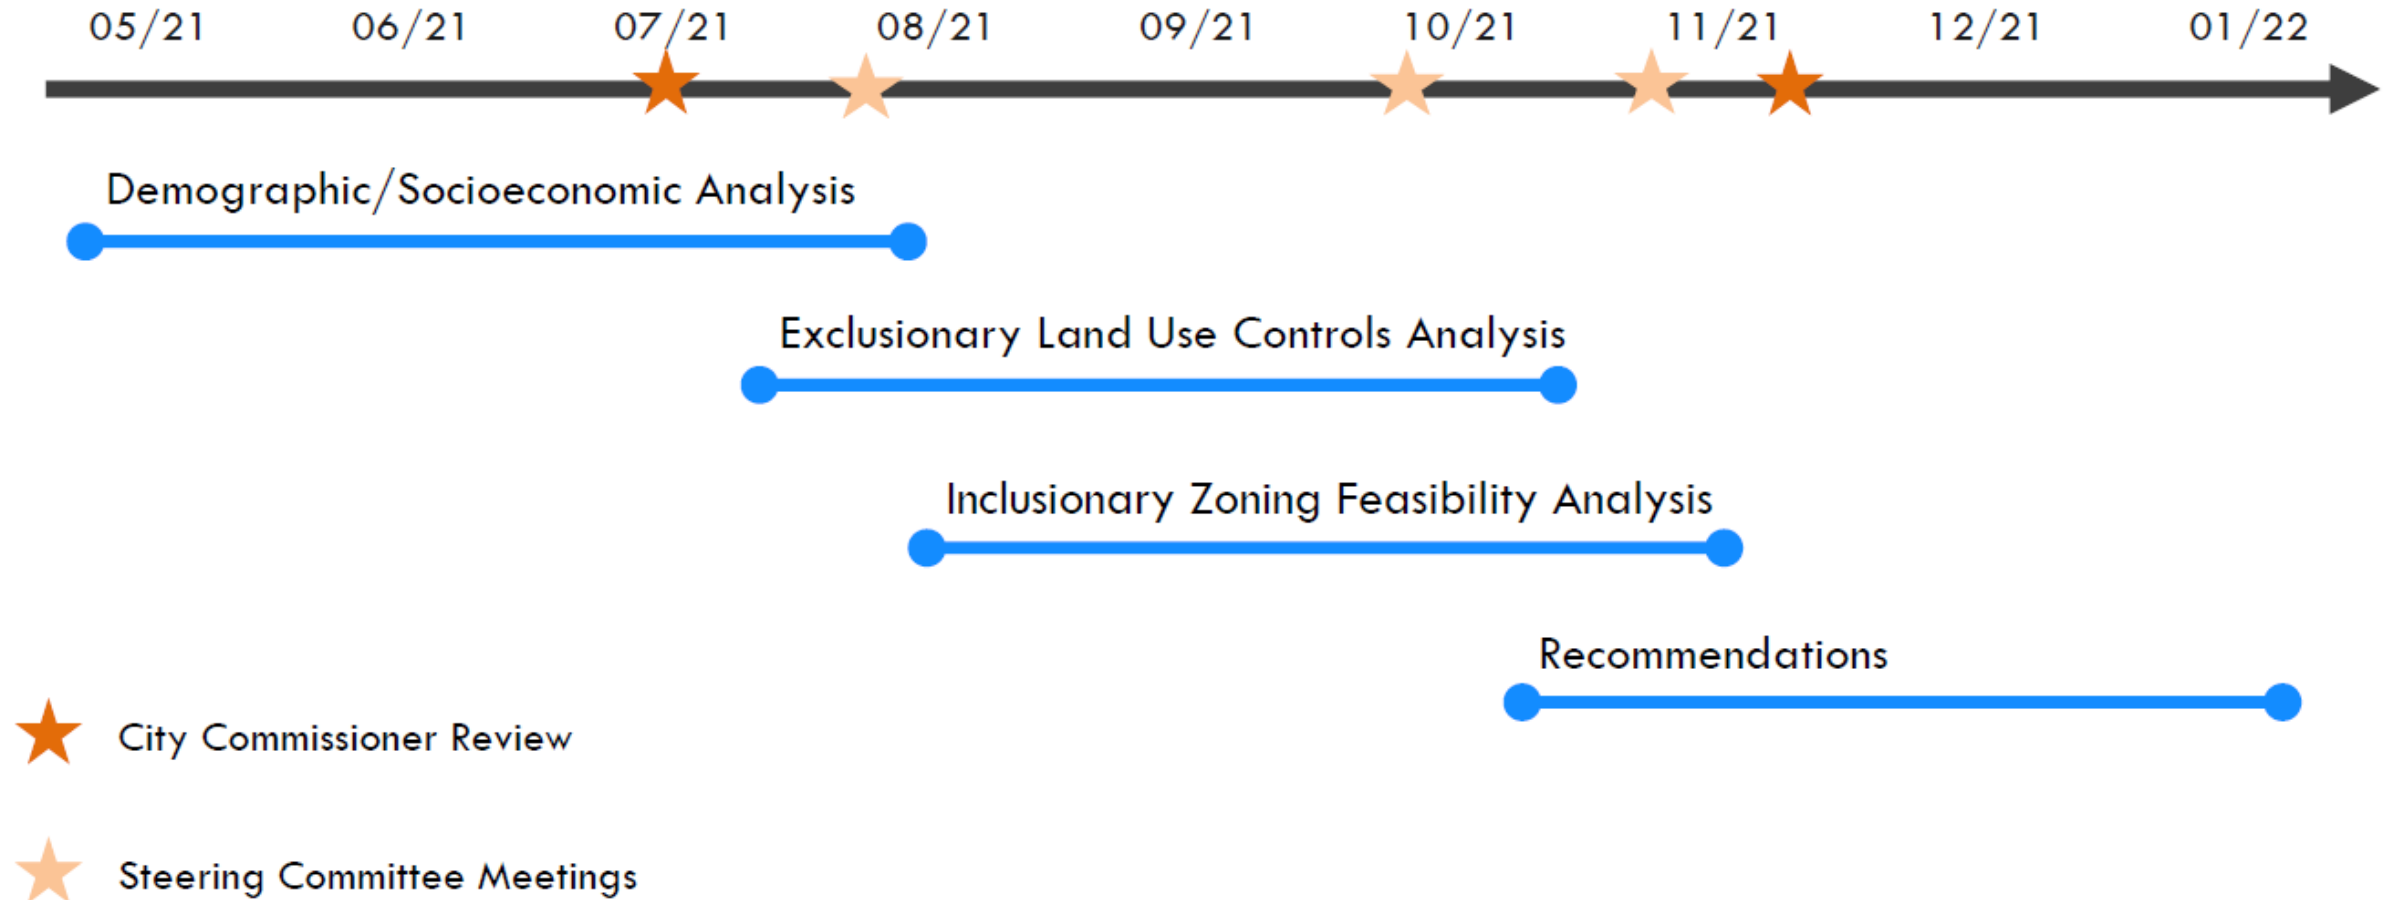 05/21 06/21 07/21 08/21 09/21 10/21 11/21 12/21 01/22
Demographic/Socioeconomic Analysis
Exclusionary Land Use Controls Analysis
Inclusionary Zoning Feasibility Analysis
Recommendations
City Commissioner Review
Steering Committee Meetings